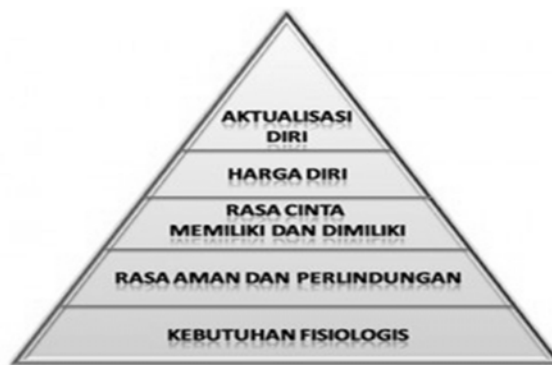 AKTUALISASI
DIRI
HARGA DIRI
RASA CINTA
MEMILIKI DAN DIMILIKI
RASA AMAN DAN PERLINDUNGAN
KEBUTUHAN FISIOLOGIS